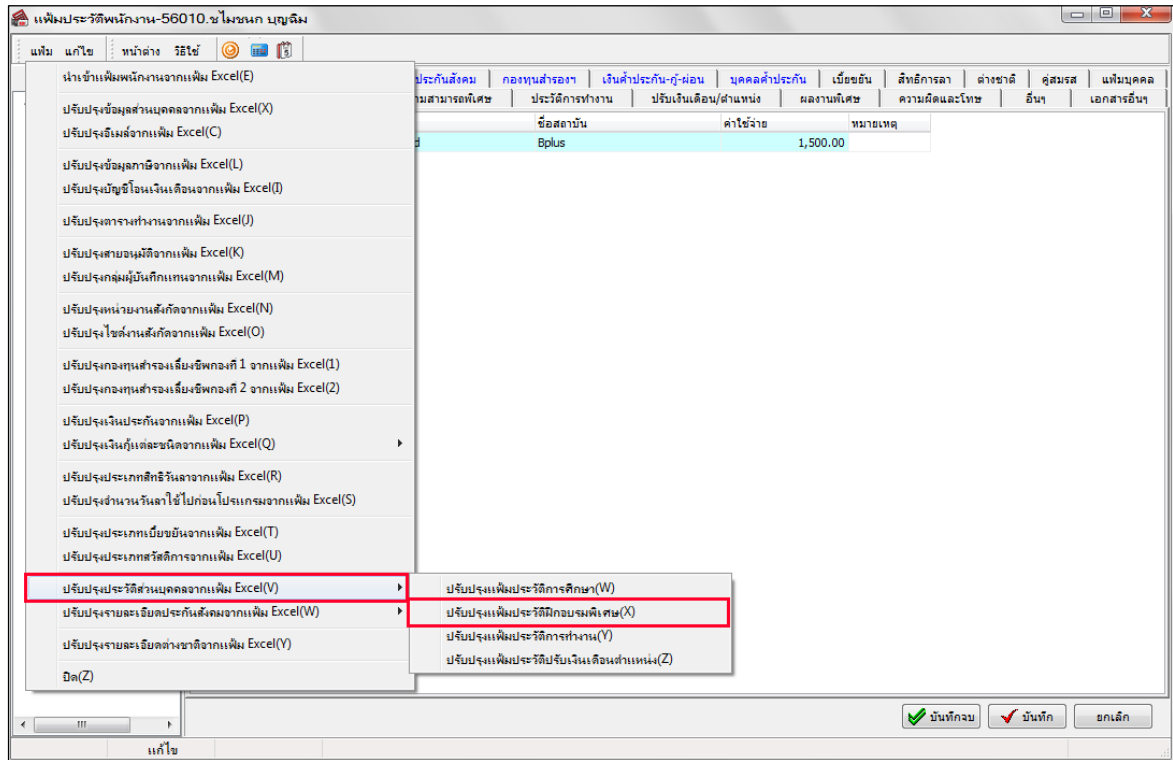 แฟ้มประวัติพนักงาน-56010.ชไมชนก บุญฉิม
แฟ้ม แก้ไข หน้าต่าง วิธีใช้
ประกันสังคม กองทุนสำรองฯ เงินค้ำประกัน-กู้-ผ่อน บุคคลค้ำประกัน เบี้ยขยัน สิทธิการลา ต่างชาติ คู่สมรส แฟ้มบุคคล
ามสามารถพิเศษ ประวัติการทำงาน ปรับเงินเดือน/ตำแหน่ง ผลงานพิเศษ ความผิดและโทษ อื่นๆ เอกสารอื่นๆ
ชื่อสถาบัน ค่าใช้จ่าย หมายเหตุ
Bplus 1,500.00
นำเข้าแฟ้มพนักงานจากแฟ้ม Excel(E)
ปรับปรุงข้อมูลส่วนบุคคลจากแฟ้ม Excel(X)
ปรับปรุงอีเมล์จากแฟ้ม Excel(C)
ปรับปรุงข้อมูลภาษีจากแฟ้ม Excel(L)
ปรับปรุงบัญชีโอนเงินเดือนจากแฟ้ม Excel(I)
ปรับปรุงตารางทำงานจากแฟ้ม Excel(J)
ปรับปรุงสายอนุมัติจากแฟ้ม Excel(K)
ปรับปรุงกลุ่มผู้บันทึกแทนจากแฟ้ม Excel(M)
ปรับปรุงหน่วยงานสังกัดจากแฟ้ม Excel(N)
ปรับปรุงไซด์งานสังกัดจากแฟ้ม Excel(O)
ปรับปรุงกองทุนสำรองเลี้ยงชีพกองที่ 1 จากแฟ้ม Excel(1)
ปรับปรุงกองทุนสำรองเลี้ยงชีพกองที่ 2 จากแฟ้ม Excel(2)
ปรับปรุงเงินประกันจากแฟ้ม Excel(P)
ปรับปรุงเงินกู้แต่ละชนิดจากแฟ้ม Excel(Q)
ปรับปรุงประเภทสิทธิวันลาจากแฟ้ม Excel(R)
ปรับปรุงจำนวนวันลาใช้ไปก่อนโปรแกรมจากแฟ้ม Excel(S)
ปรับปรุงประเภทเบี้ยขยันจากแฟ้ม Excel(T)
ปรับปรุงประเภทสวัสดิการจากแฟ้ม Excel(U)
ปรับปรุงประวัติส่วนบุคคลจากแฟ้ม Excel(V)
ปรับปรุงรายละเอียดประกันสังคมจากแฟ้ม Excel(W)
ปรับปรุงรายละเอียดต่างชาติจากแฟ้ม Excel(Y)
ปิด(Z)
ปรับปรุงแฟ้มประวัติการศึกษา(W)
ปรับปรุงแฟ้มประวัติฝึกอบรมพิเศษ(X)
ปรับปรุงแฟ้มประวัติการทำงาน(Y)
ปรับปรุงแฟ้มประวัติปรับเงินเดือนตำแหน่ง(Z)
บันทึกจบ บันทึก ยกเลิก
แก้ไข